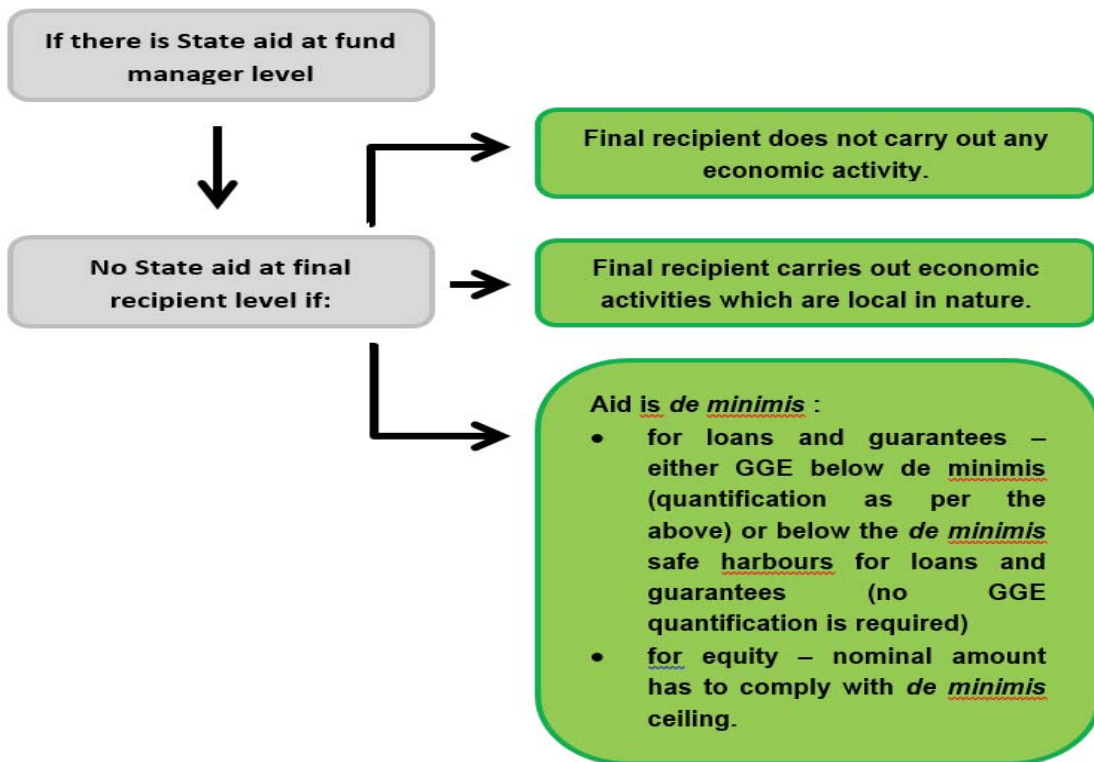 If there is State aid at fund
manager level
Final recipient does not carry out any
economic activity.
No State aid at final
recipient level if:
Final recipient carries out economic
activities which are local in nature.
Aid is de minimis :
• for loans and guarantees –
either GGE below de minimis
(quantification as per the
above) or below the de minimis
safe harbours for loans and
guarantees (no GGE
quantification is required)
• for equity – nominal amount
has to comply with de minimis
ceiling.